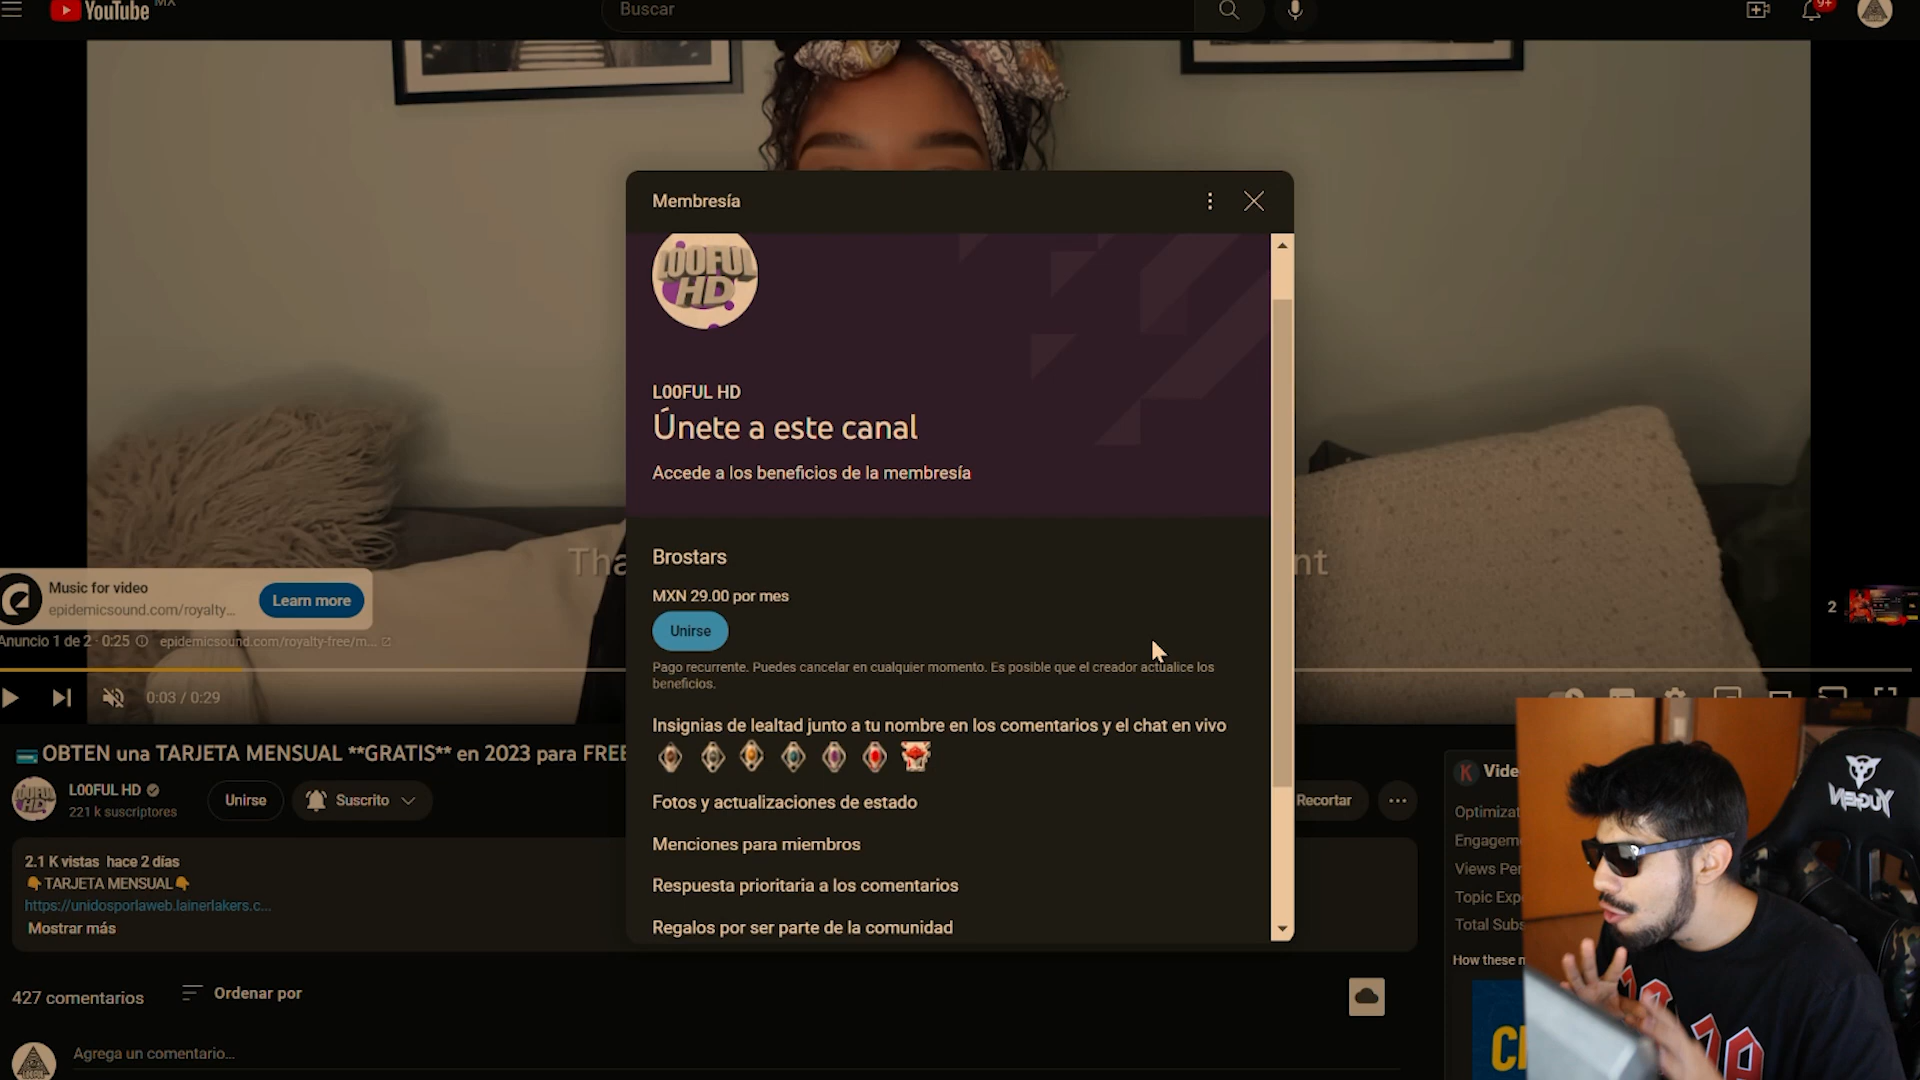 YouTube MX
Buscar
9+
Membresía
L00FUL HD
L00FUL HD
Únete a este canal
Accede a los beneficios de la membresía
Brostars
MXN 29.00 por mes
Unirse
Pago recurrente. Puedes cancelar en cualquier momento. Es posible que el creador actualice los
beneficios.
Insignias de lealtad junto a tu nombre en los comentarios y el chat en vivo
Fotos y actualizaciones de estado
Menciones para miembros
Respuesta prioritaria a los comentarios
Regalos por ser parte de la comunidad
Music for video
epidemicsound.com/royalty...
Learn more
Anuncio 1 de 2 · 0:25
epidemicsound.com/royalty-free/m...
2
0:03 / 0:29
OBTEN una TARJETA MENSUAL **GRATIS** en 2023 para FREE
L00FUL HD
221 k suscriptores
Unirse
Suscrito
Recortar
2.1 K vistas hace 2 días
TARJETA MENSUAL
https://unidosporlaweb.lainerlakers.c...
Mostrar más
427 comentarios
Ordenar por
Agrega un comentario...
K Vide
Optimizat
Engagem
Views Per
Topic Exp
Total Subs
How these
YUGEN